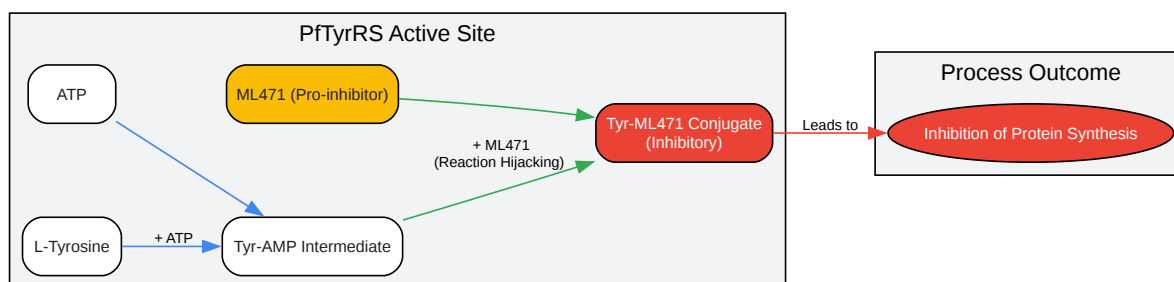 PfTyrRS Active Site
Process Outcome
ATP
ML471 (Pro-inhibitor)
Tyr-ML471 Conjugate
(Inhibitory)
Leads to
Inhibition of Protein Synthesis
+ ML471
(Reaction Hijacking)
L-Tyrosine
+ ATP
Tyr-AMP Intermediate